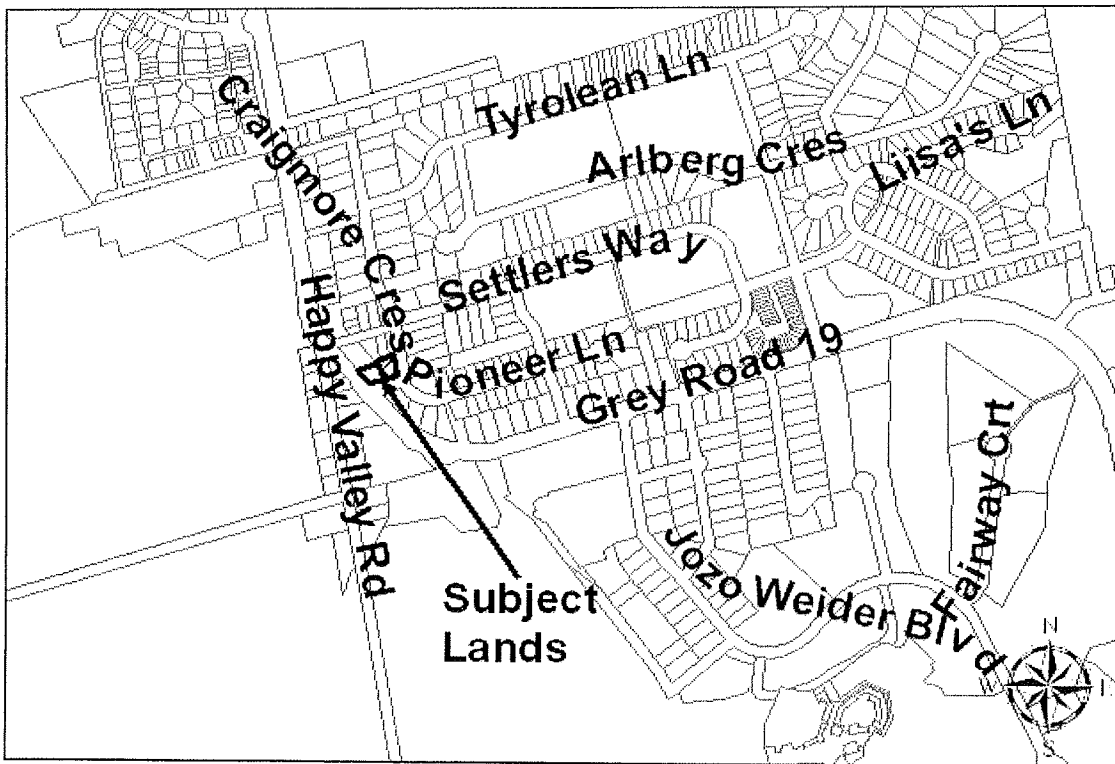 Tyrolean Ln
Craigmore Cres
Arlberg Cres
Liisa's Ln
Settlers Way
Happy Valley Rd
Pioneer Ln
Grey Road 19
Fairway Crt
Jozo Weider Blvd
Subject
Lands
N
S